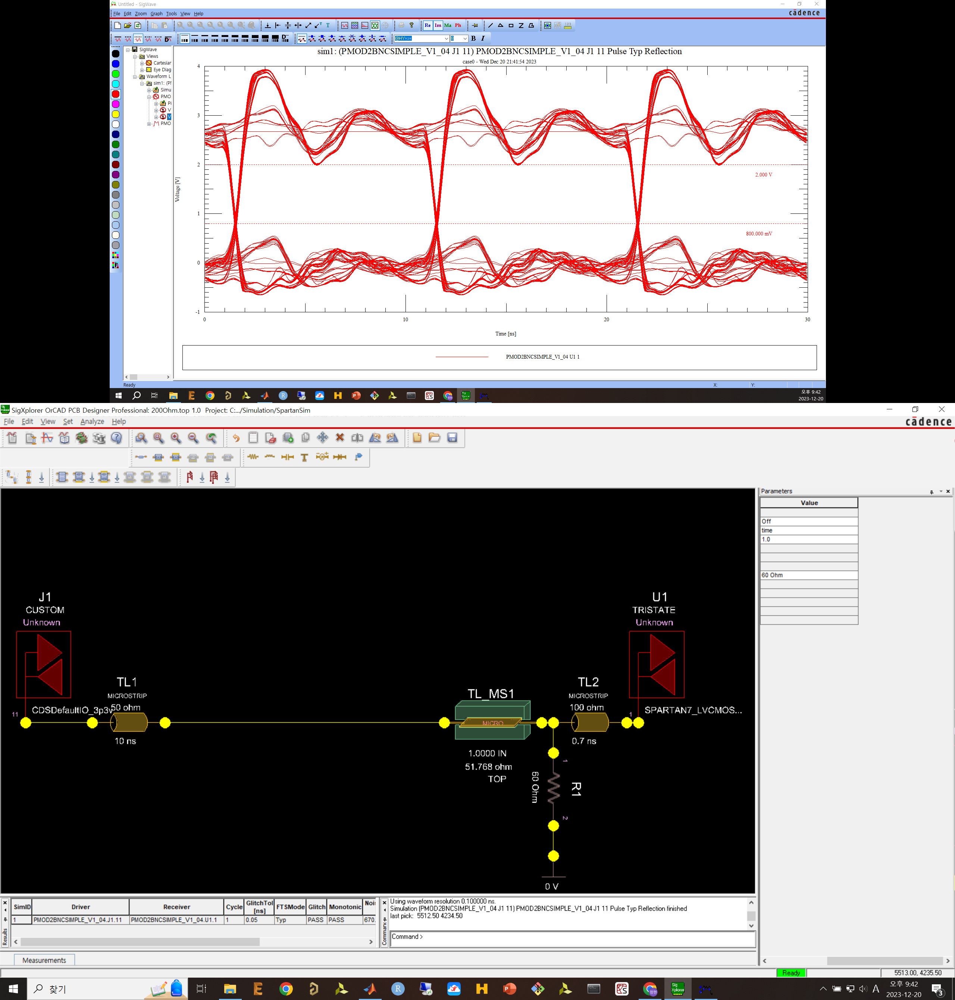 Untitled - SigWave
File Edit Zoom Graph Tools View Help
cādence
Re Im Ma Ph
B I
SigWave
Views
Cartesiar
Eye Diag
Waveform L
sim1: (PI
Simu
PMO
Pi
V
V
PMO
sim1: (PMOD2BNCSIMPLE_V1_04 J1 11) PMOD2BNCSIMPLE_V1_04 J1 11 Pulse Typ Reflection
case0 - Wed Dec 20 21:41:54 2023
4
3
2
1
0
-1
Voltage [V]
2.000 V
800.000 mV
0
10
20
30
Time [ns]
PMOD2BNCSIMPLE_V1_04 U1 1
Ready
X:
Y:
오후 9:42
2023-12-20
SigXplorer OrCAD PCB Designer Professional: 200Ohm.top 1.0 Project: C:.../Simulation/SpartanSim
File Edit View Set Analyze Help
cādence
Parameters
Value
Off
time
1.0
60 Ohm
J1
CUSTOM
Unknown
11
CDSDefaultIO_3p3v
TL1
MICROSTRIP
50 ohm
10 ns
TL_MS1
MICRO
1.0000 IN
51.768 ohm
TOP
TL2
MICROSTRIP
100 ohm
0.7 ns
U1
TRISTATE
Unknown
1
SPARTAN7_LVCMOS...
1
60 Ohm
R1
2
0 V
SimID Driver Receiver Cycle GlitchTol [ns] FTSMode Glitch Monotonic Noi
1 PMOD2BNCSIMPLE_V1_04.J1.11 PMOD2BNCSIMPLE_V1_04.U1.1 1 0.05 Typ PASS PASS 670.
Results
Using waveform resolution 0.100000 ns.
Simulation (PMOD2BNCSIMPLE_V1_04 J1 11) PMOD2BNCSIMPLE_V1_04 J1 11 Pulse Typ Reflection finished
last pick: 5512.50 4234.50
Command >
Measurements
Ready
5513.00, 4235.50
찾기
오후 9:42
2023-12-20
A
3